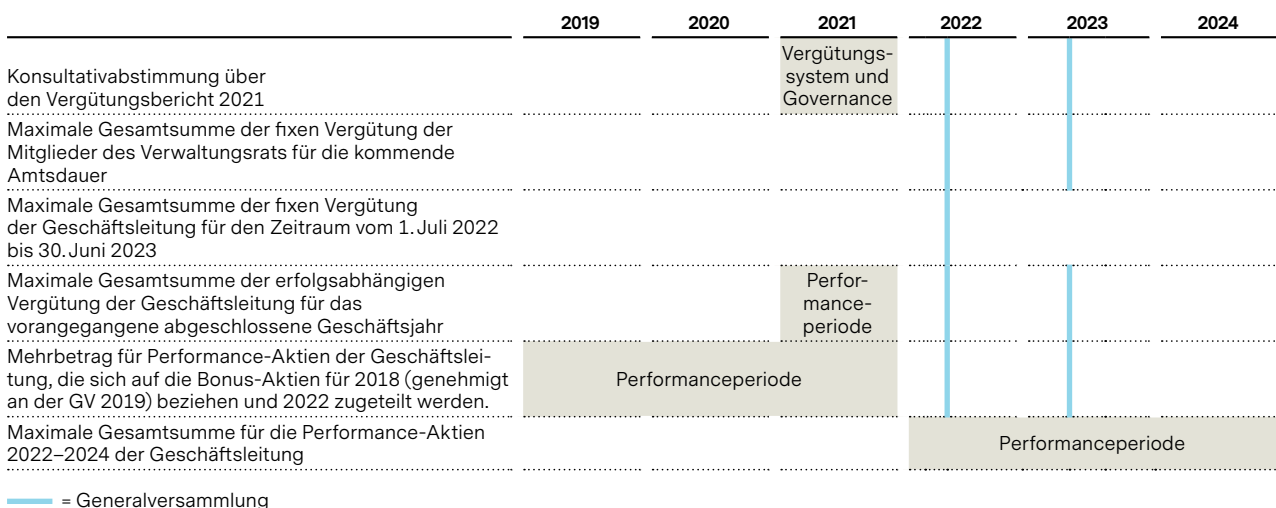 2019 2020 2021 2022 2023 2024
Konsultativabstimmung über
den Vergütungsbericht 2021
Vergütungs-
system und
Governance
Maximale Gesamtsumme der fixen Vergütung der
Mitglieder des Verwaltungsrats für die kommende
Amtsdauer
Maximale Gesamtsumme der fixen Vergütung
der Geschäftsleitung für den Zeitraum vom 1. Juli 2022
bis 30. Juni 2023
Maximale Gesamtsumme der erfolgsabhängigen
Vergütung der Geschäftsleitung für das
vorangegangene abgeschlossene Geschäftsjahr
Perfor-
mance-
periode
Mehrbetrag für Performance-Aktien der Geschäftslei-
tung, die sich auf die Bonus-Aktien für 2018 (genehmigt
an der GV 2019) beziehen und 2022 zugeteilt werden.
Performanceperiode
Maximale Gesamtsumme für die Performance-Aktien
2022–2024 der Geschäftsleitung
Performanceperiode
= Generalversammlung